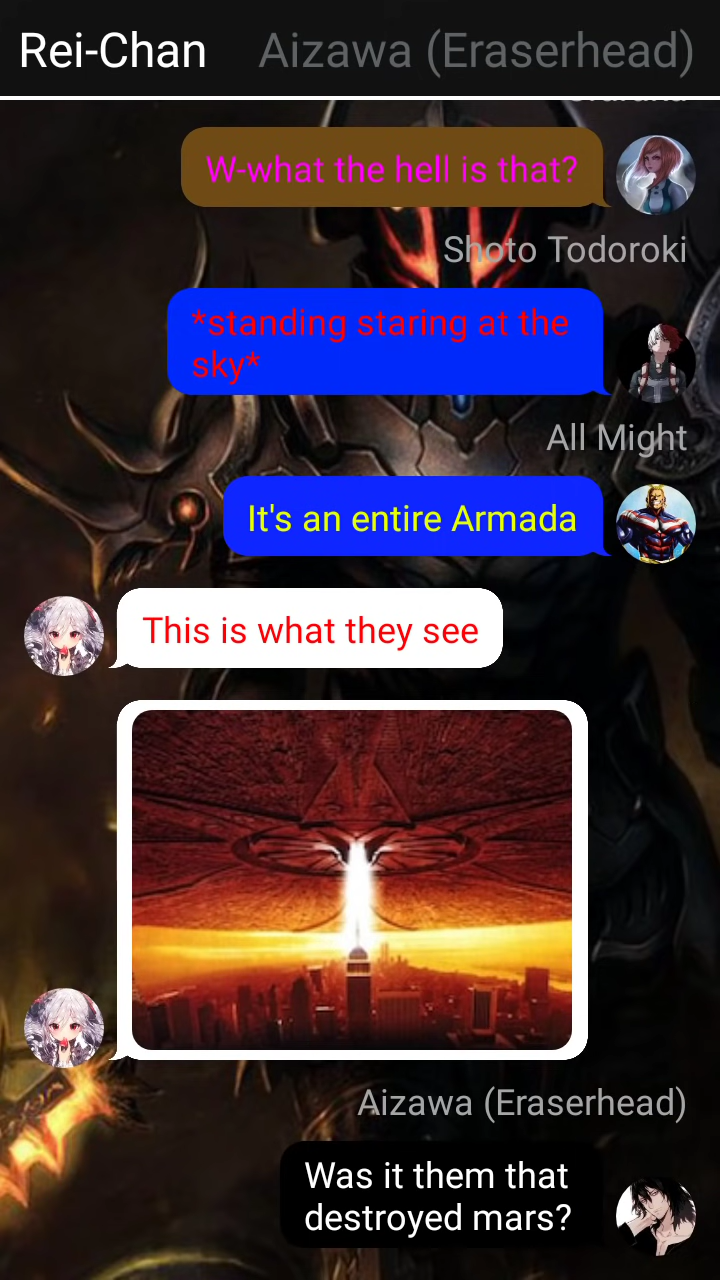 Rei-Chan
Aizawa (Eraserhead)
W-what the hell is that?
Shoto Todoroki
*standing staring at the
sky*
All Might
It's an entire Armada
This is what they see
Aizawa (Eraserhead)
Was it them that
destroyed mars?